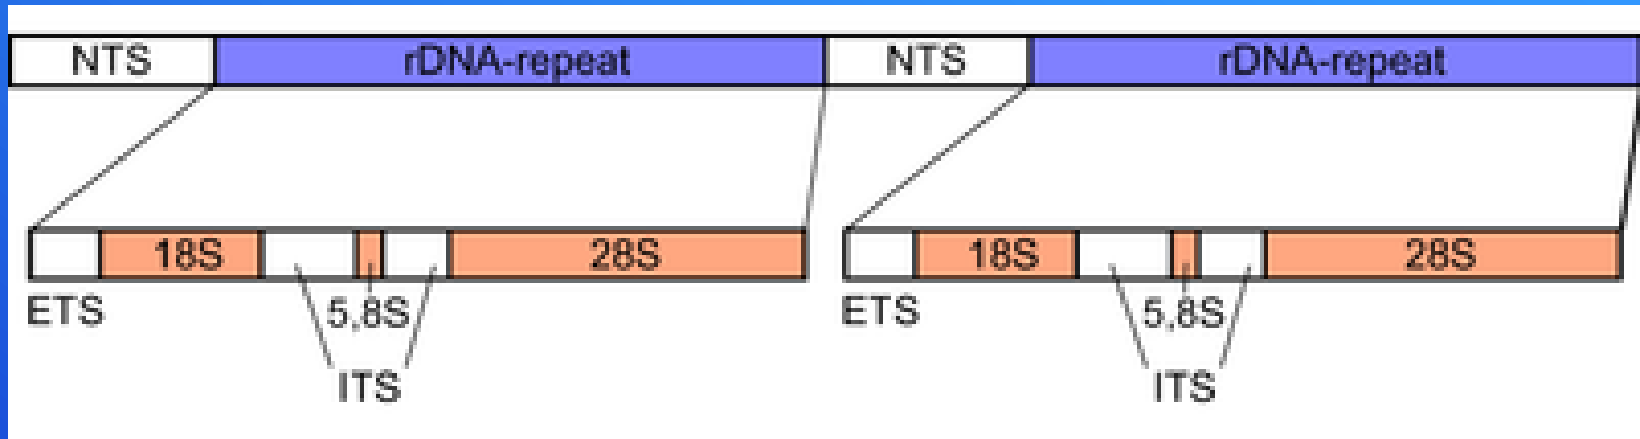 NTS rDNA-repeat NTS rDNA-repeat
18S 28S 18S 28S
ETS 5,8S ETS 5,8S
ITS ITS